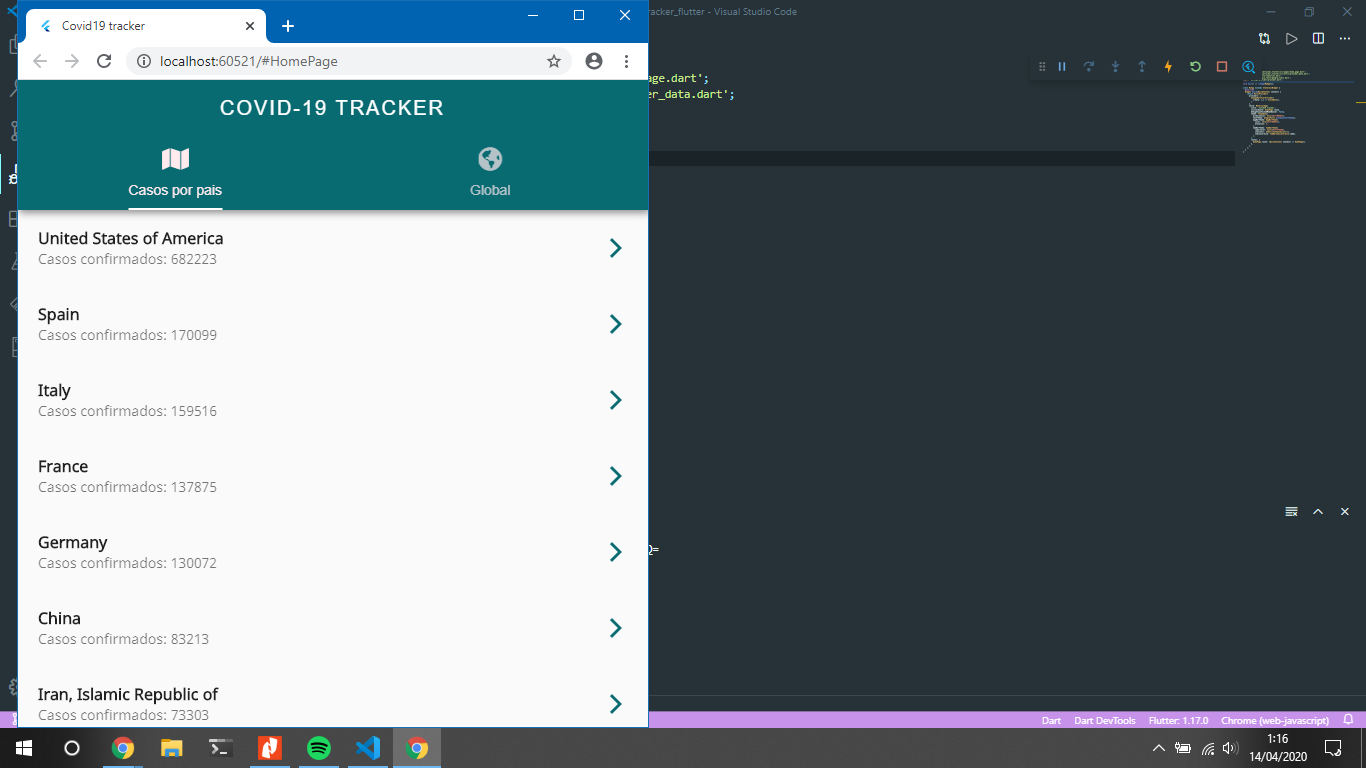 Covid19 tracker
racker_flutter - Visual Studio Code
localhost:60521/#HomePage
age.dart';
er_data.dart';
COVID-19 TRACKER
Casos por pais
Global
United States of America
Casos confirmados: 682223
Spain
Casos confirmados: 170099
Italy
Casos confirmados: 159516
France
Casos confirmados: 137875
Germany
Casos confirmados: 130072
China
Casos confirmados: 83213
Iran, Islamic Republic of
Casos confirmados: 73303
Dart
Dart DevTools
Flutter: 1.17.0
Chrome (web-javascript)
1:16
14/04/2020